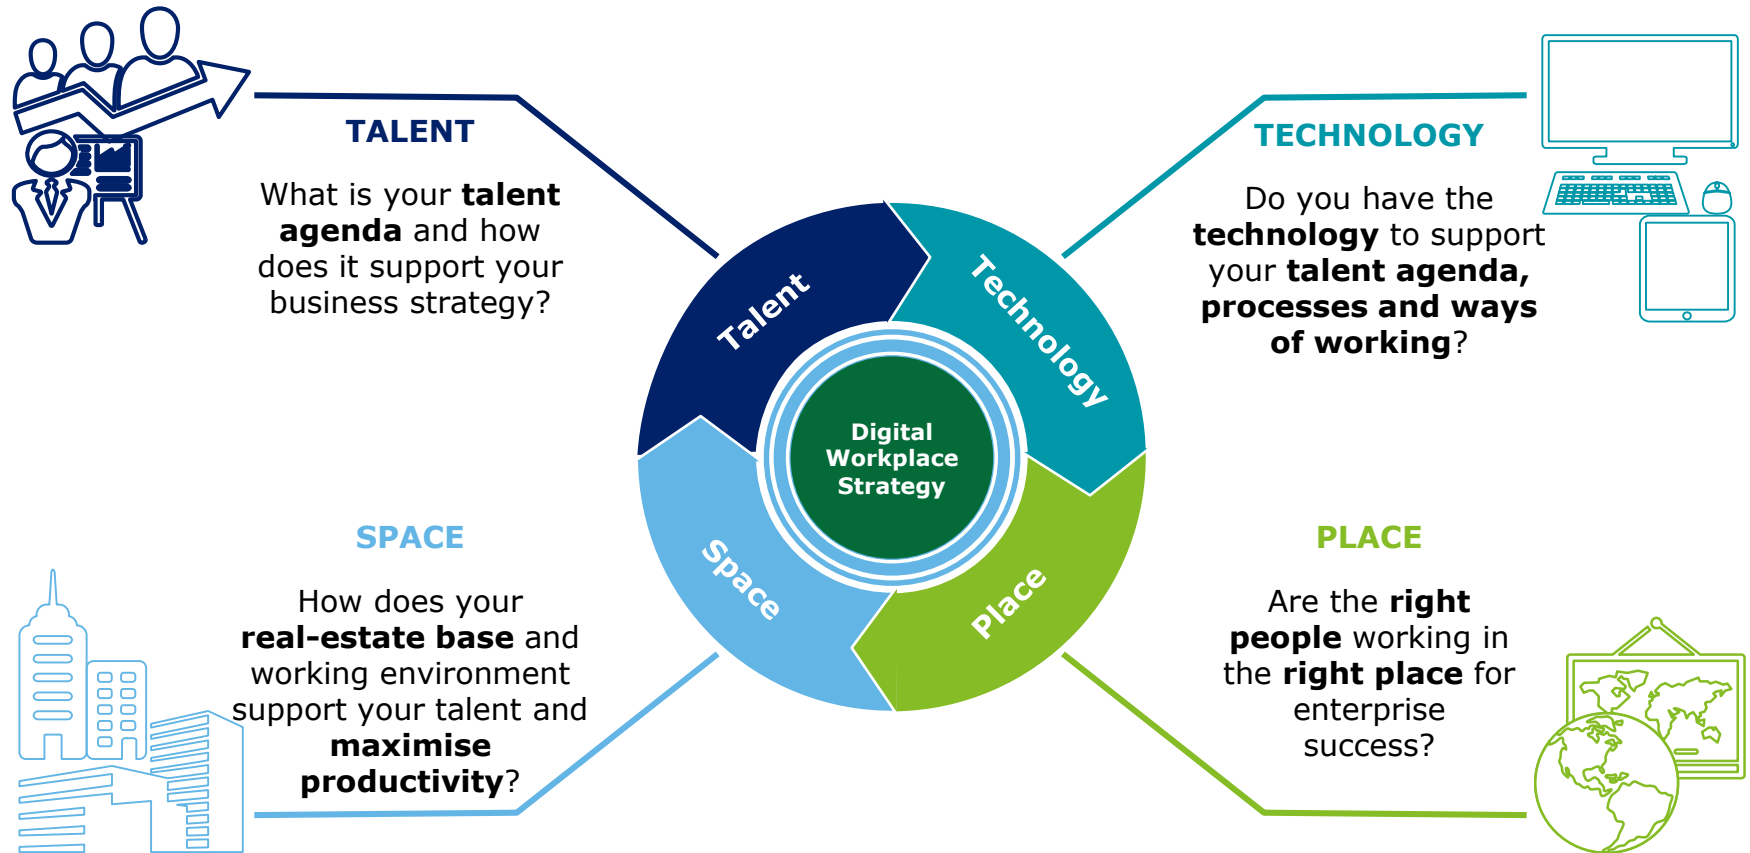 TALENT
What is your talent
agenda and how
does it support your
business strategy?
TECHNOLOGY
Do you have the
technology to support
your talent agenda,
processes and ways
of working?
Talent
Technology
Digital
Workplace
Strategy
Space
Place
SPACE
How does your
real-estate base and
working environment
support your talent and
maximise
productivity?
PLACE
Are the right
people working in
the right place for
enterprise
success?